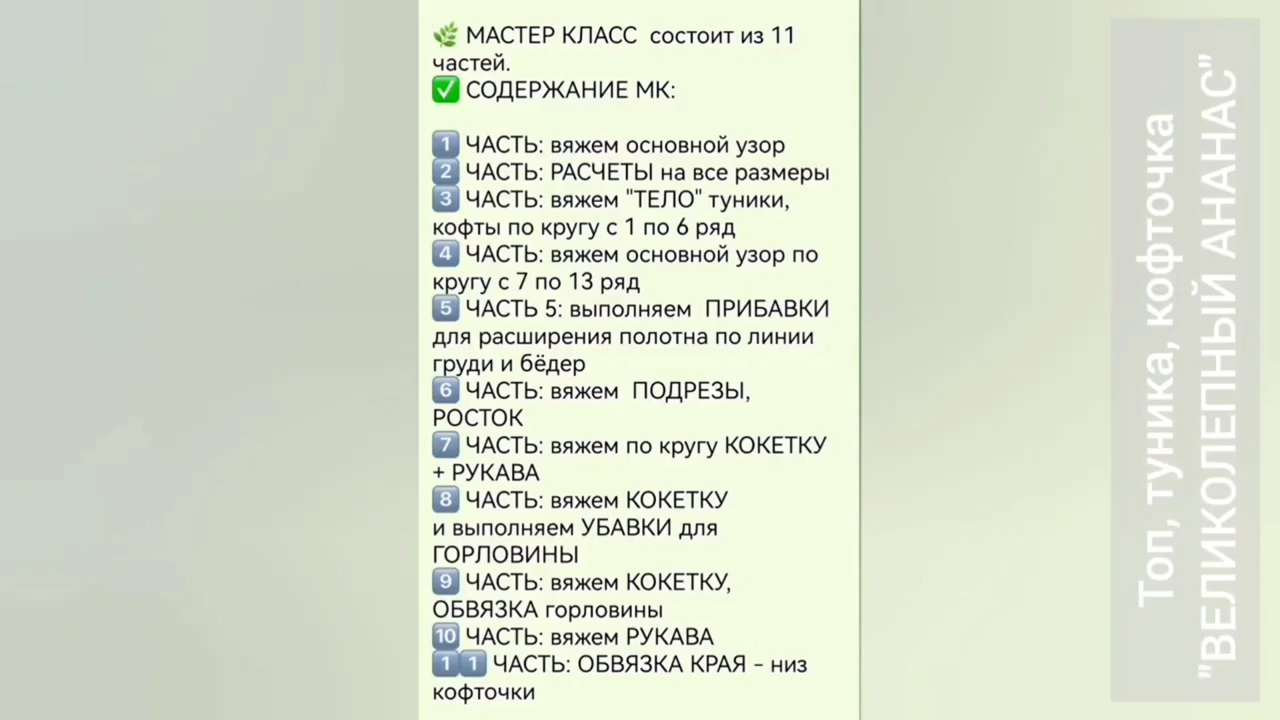 🌿 МАСТЕР КЛАСС состоит из 11
частей.
✅ СОДЕРЖАНИЕ МК:
1️⃣ ЧАСТЬ: вяжем основной узор
2️⃣ ЧАСТЬ: РАСЧЕТЫ на все размеры
3️⃣ ЧАСТЬ: вяжем "ТЕЛО" туники,
кофты по кругу с 1 по 6 ряд
4️⃣ ЧАСТЬ: вяжем основной узор по
кругу с 7 по 13 ряд
5️⃣ ЧАСТЬ 5: выполняем ПРИБАВКИ
для расширения полотна по линии
груди и бёдер
6️⃣ ЧАСТЬ: вяжем ПОДРЕЗЫ,
РОСТОК
7️⃣ ЧАСТЬ: вяжем по кругу КОКЕТКУ
+ РУКАВА
8️⃣ ЧАСТЬ: вяжем КОКЕТКУ
и выполняем УБАВКИ для
ГОРЛОВИНЫ
9️⃣ ЧАСТЬ: вяжем КОКЕТКУ,
ОБВЯЗКА горловины
🔟 ЧАСТЬ: вяжем РУКАВА
1️⃣1️⃣ ЧАСТЬ: ОБВЯЗКА КРАЯ - низ
кофточки
Топ, туника, кофточка
"ВЕЛИКОЛЕПНЫЙ АНАНАС"